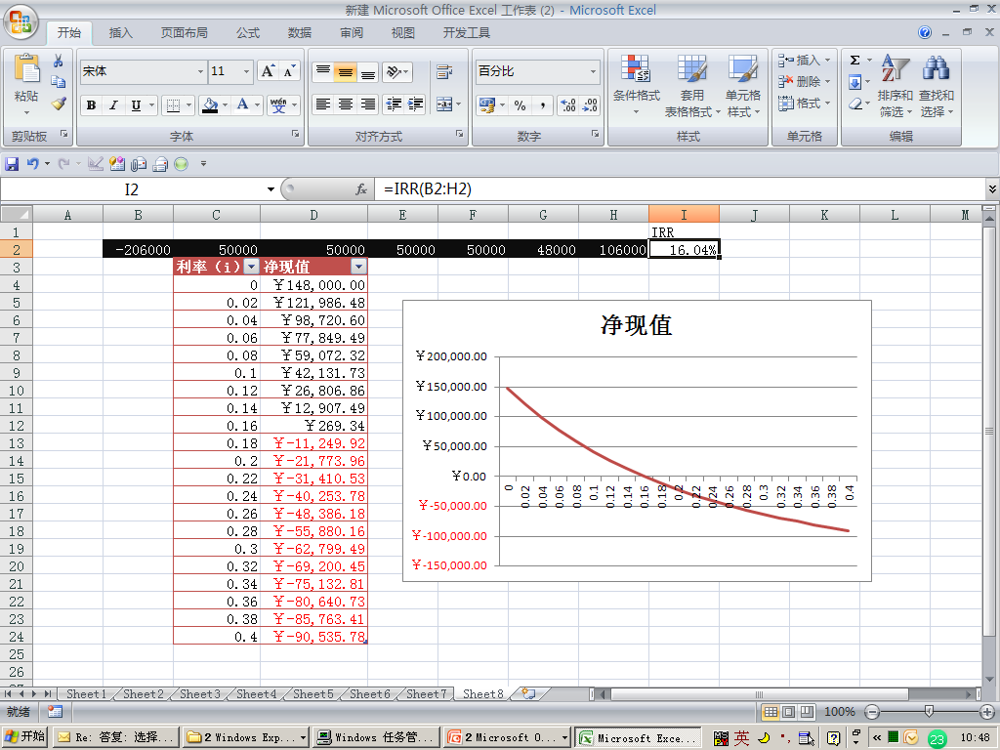 新建 Microsoft Office Excel 工作表 (2) - Microsoft Excel
开始 插入 页面布局 公式 数据 审阅 视图 开发工具
宋体 11 百分比
粘贴 条件格式 套用 表格格式 单元格 样式 插入 删除 格式 排序和 筛选 查找和 选择
B I U A wén 文 % ,
剪贴板 字体 对齐方式 数字 样式 单元格 编辑
I2 fx =IRR(B2:H2)
A B C D E F G H I J K L M
1 IRR
2 -206000 50000 50000 50000 50000 48000 106000 16.04%
3 利率（i） 净现值
4 0 ￥148,000.00
5 0.02 ￥121,986.48
6 0.04 ￥98,720.60
7 0.06 ￥77,849.49
8 0.08 ￥59,072.32
9 0.1 ￥42,131.73
10 0.12 ￥26,806.86
11 0.14 ￥12,907.49
12 0.16 ￥269.34
13 0.18 ￥-11,249.92
14 0.2 ￥-21,773.96
15 0.22 ￥-31,410.53
16 0.24 ￥-40,253.78
17 0.26 ￥-48,386.18
18 0.28 ￥-55,880.16
19 0.3 ￥-62,799.49
20 0.32 ￥-69,200.45
21 0.34 ￥-75,132.81
22 0.36 ￥-80,640.73
23 0.38 ￥-85,763.41
24 0.4 ￥-90,535.78
25
26
净现值
￥200,000.00
￥150,000.00
￥100,000.00
￥50,000.00
￥0.00
￥-50,000.00
￥-100,000.00
￥-150,000.00
0 0.02 0.04 0.06 0.08 0.1 0.12 0.14 0.16 0.18 0.2 0.22 0.24 0.26 0.28 0.3 0.32 0.34 0.36 0.38 0.4
Sheet1 Sheet2 Sheet3 Sheet4 Sheet5 Sheet6 Sheet7 Sheet8
就绪 100%
开始 Re: 答复: 选择... 2 Windows Exp... Windows 任务管... 2 Microsoft O... Microsoft Exce... 英 « 23 10:48